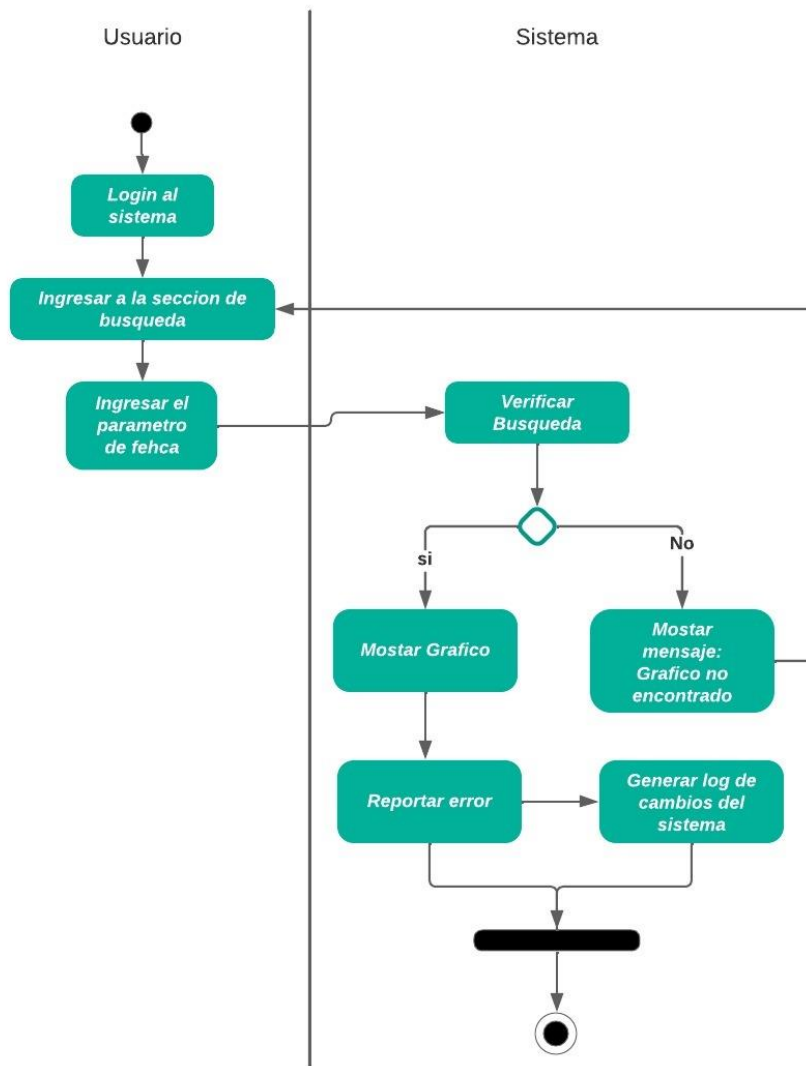 Usuario
Sistema
Login al
sistema
Ingresar a la seccion de
busqueda
Ingresar el
parametro
de fehca
Verificar
Busqueda
si
No
Mostar Grafico
Mostar
mensaje:
Grafico no
encontrado
Reportar error
Generar log de
cambios del
sistema